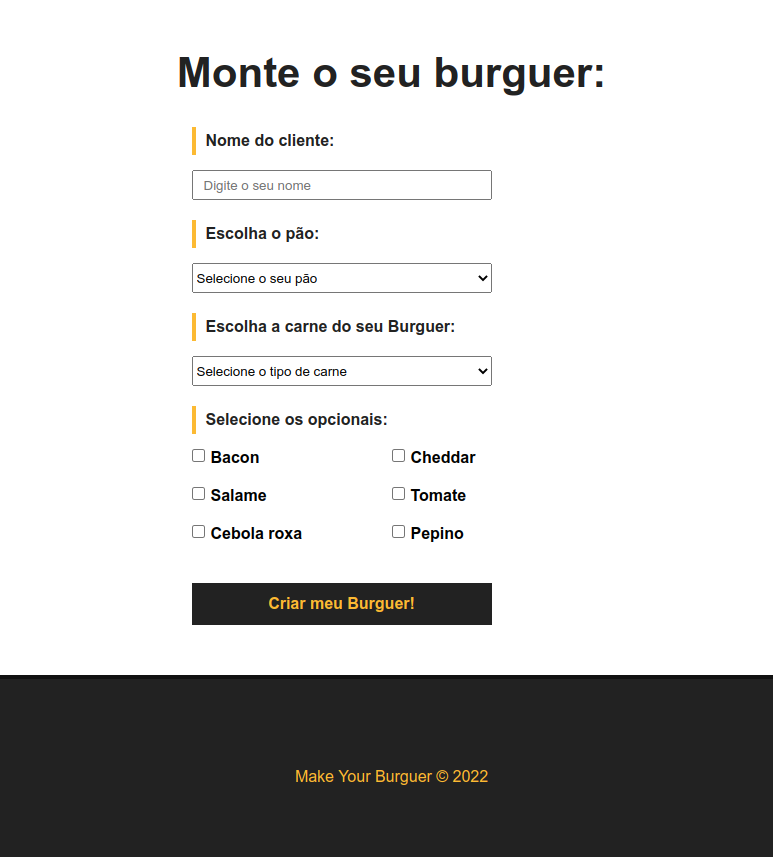 Monte o seu burguer:
Nome do cliente:
Digite o seu nome
Escolha o pão:
Selecione o seu pão
Escolha a carne do seu Burguer:
Selecione o tipo de carne
Selecione os opcionais:
Bacon Cheddar
Salame Tomate
Cebola roxa Pepino
Criar meu Burguer!
Make Your Burguer © 2022